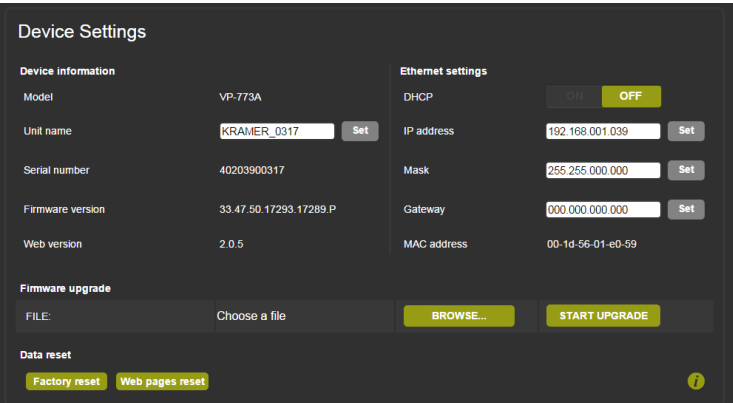 Device Settings
Device information Ethernet settings
Model VP-773A DHCP ON OFF
Unit name KRAMER_0317 Set IP address 192.168.001.039 Set
Serial number 40203900317 Mask 255.255.000.000 Set
Firmware version 33.47.50.17293.17289.P Gateway 000.000.000.000 Set
Web version 2.0.5 MAC address 00-1d-56-01-e0-59
Firmware upgrade
FILE: Choose a file BROWSE... START UPGRADE
Data reset
Factory reset Web pages reset i